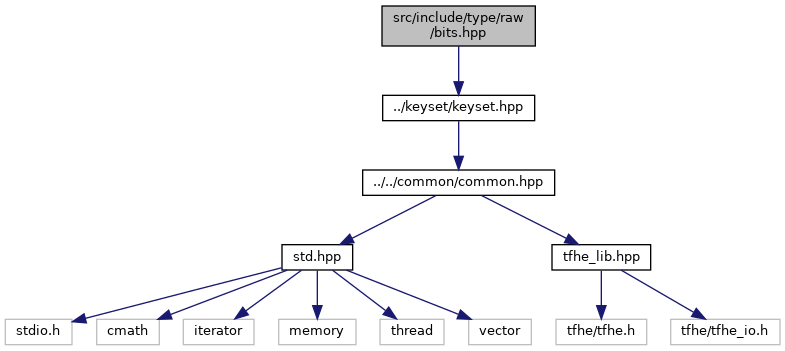 src/include/type/raw
/bits.hpp
../keyset/keyset.hpp
../../common/common.hpp
std.hpp
tfhe_lib.hpp
stdio.h
cmath
iterator
memory
thread
vector
tfhe/tfhe.h
tfhe/tfhe_io.h